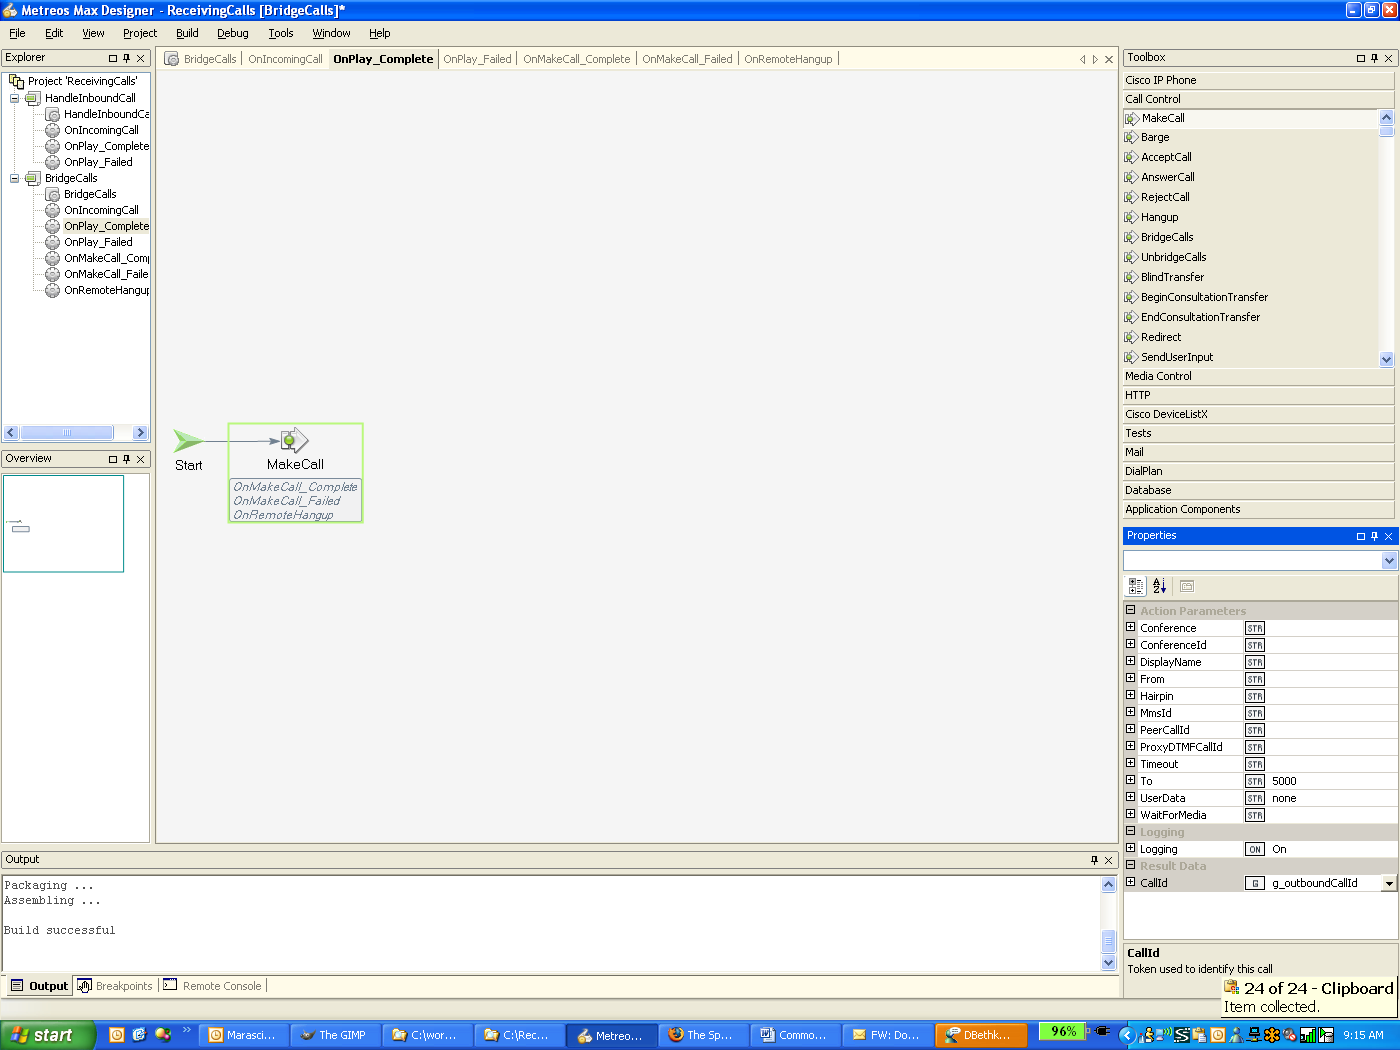 Metreos Max Designer - ReceivingCalls [BridgeCalls]*
File Edit View Project Build Debug Tools Window Help
Explorer
Project 'ReceivingCalls'
HandleInboundCall
HandleInboundCa
OnIncomingCall
OnPlay_Complete
OnPlay_Failed
BridgeCalls
BridgeCalls
OnIncomingCall
OnPlay_Complete
OnPlay_Failed
OnMakeCall_Comp
OnMakeCall_Faile
OnRemoteHangup
Overview
BridgeCalls OnIncomingCall OnPlay_Complete OnPlay_Failed OnMakeCall_Complete OnMakeCall_Failed OnRemoteHangup
Start
MakeCall
OnMakeCall_Complete
OnMakeCall_Failed
OnRemoteHangup
Toolbox
Cisco IP Phone
Call Control
MakeCall
Barge
AcceptCall
AnswerCall
RejectCall
Hangup
BridgeCalls
UnbridgeCalls
BlindTransfer
BeginConsultationTransfer
EndConsultationTransfer
Redirect
SendUserInput
Media Control
HTTP
Cisco DeviceListX
Tests
Mail
DialPlan
Database
Application Components
Properties
Action Parameters
Conference STR
ConferenceId STR
DisplayName STR
From STR
Hairpin STR
MmsId STR
PeerCallId STR
ProxyDTMFCallId STR
Timeout STR
To STR 5000
UserData STR none
WaitForMedia STR
Logging
Logging ON On
Result Data
CallId G g_outboundCallId
CallId
Token used to identify this call
24 of 24 - Clipboard
Item collected.
Output
Packaging ...
Assembling ...
Build successful
Output Breakpoints Remote Console
start Marasci... The GIMP C:\wor... C:\Rec... Metreo... The Sp... Commo... FW: Do... DBethk... 96% 9:15 AM